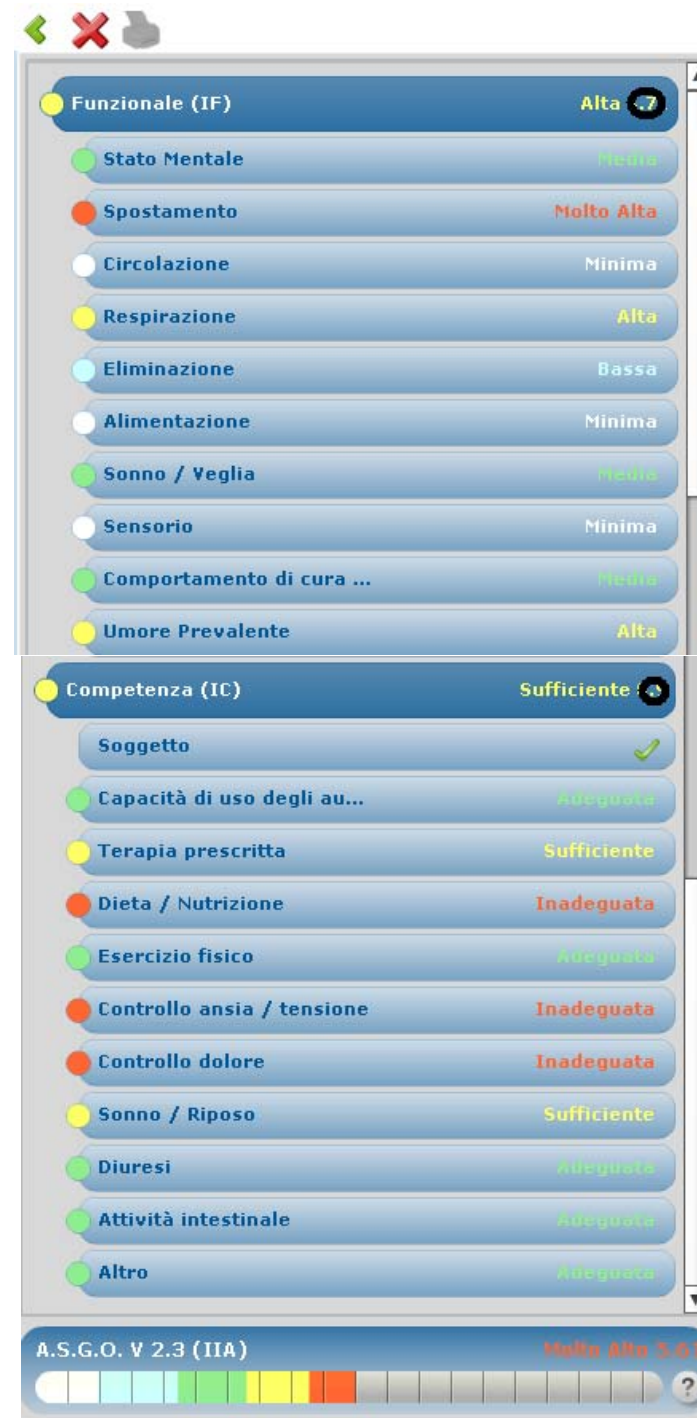 Funzionale (IF) Alta
Stato Mentale Media
Spostamento Molto Alta
Circolazione Minima
Respirazione Alta
Eliminazione Bassa
Alimentazione Minima
Sonno / Veglia Media
Sensorio Minima
Comportamento di cura ... Media
Umore Prevalente Alta
Competenza (IC) Sufficiente
Soggetto
Capacità di uso degli au... Adeguata
Terapia prescritta Sufficiente
Dieta / Nutrizione Inadeguata
Esercizio fisico Adeguata
Controllo ansia / tensione Inadeguata
Controllo dolore Inadeguata
Sonno / Riposo Sufficiente
Diuresi Adeguata
Attività intestinale Adeguata
Altro Adeguata
A.S.G.O. V 2.3 (IIA) Molto Alto
?